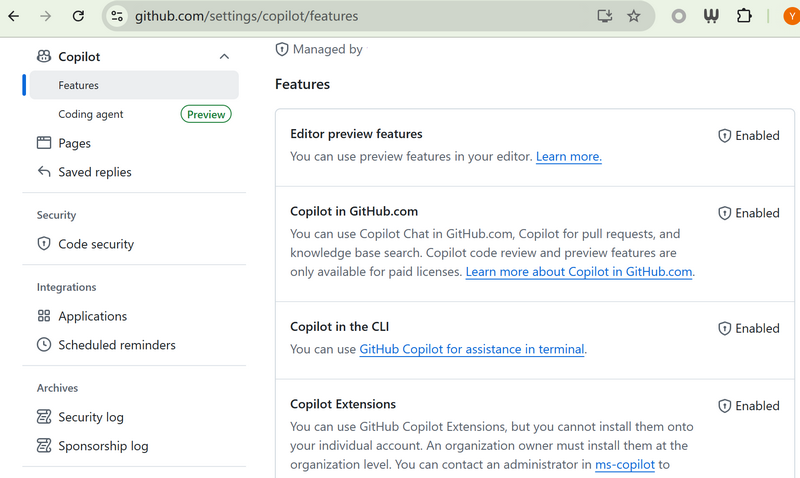 github.com/settings/copilot/features
Y
Copilot
Features
Coding agent
Preview
Pages
Saved replies
Security
Code security
Integrations
Applications
Scheduled reminders
Archives
Security log
Sponsorship log
Managed by
Features
Editor preview features
Enabled
You can use preview features in your editor. Learn more.
Copilot in GitHub.com
Enabled
You can use Copilot Chat in GitHub.com, Copilot for pull requests, and
knowledge base search. Copilot code review and preview features are
only available for paid licenses. Learn more about Copilot in GitHub.com.
Copilot in the CLI
Enabled
You can use GitHub Copilot for assistance in terminal.
Copilot Extensions
Enabled
You can use GitHub Copilot Extensions, but you cannot install them onto
your individual account. An organization owner must install them at the
organization level. You can contact an administrator in ms-copilot to